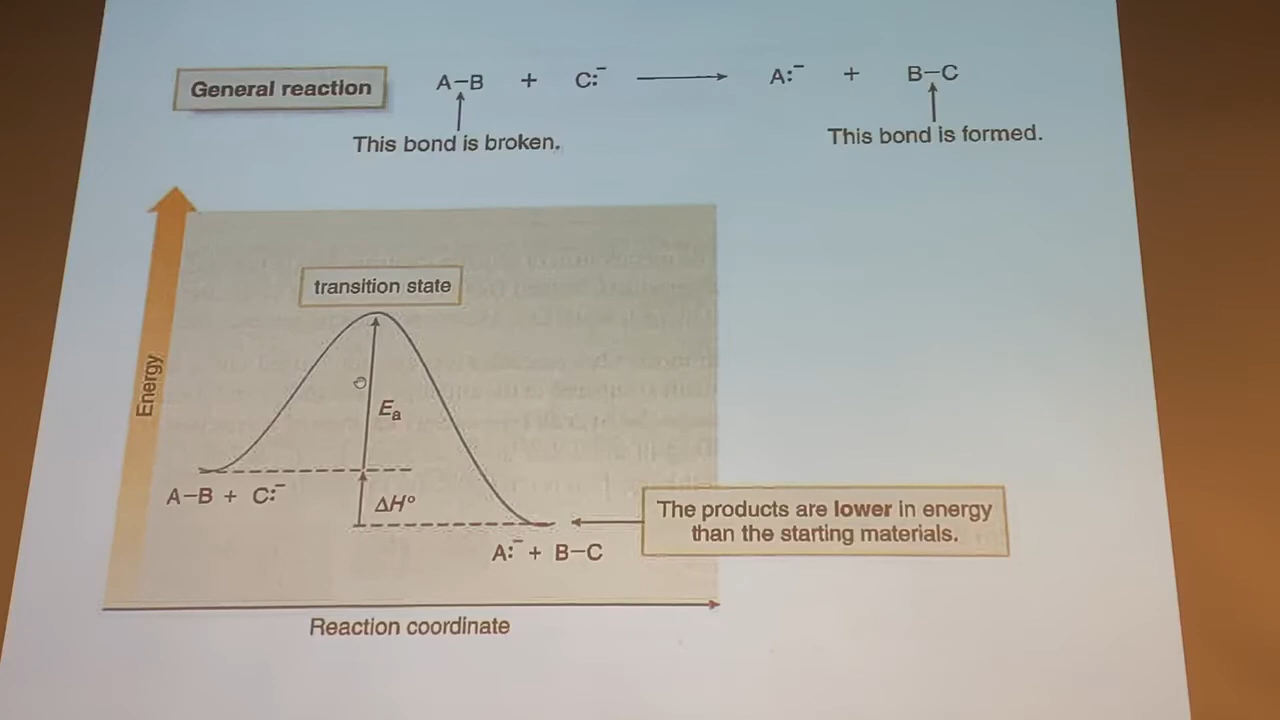 General reaction
A–B + C:⁻ ⟶ A:⁻ + B–C
This bond is broken.
This bond is formed.
transition state
Energy
Eₐ
A–B + C:⁻
ΔH°
The products are lower in energy
than the starting materials.
A:⁻ + B–C
Reaction coordinate